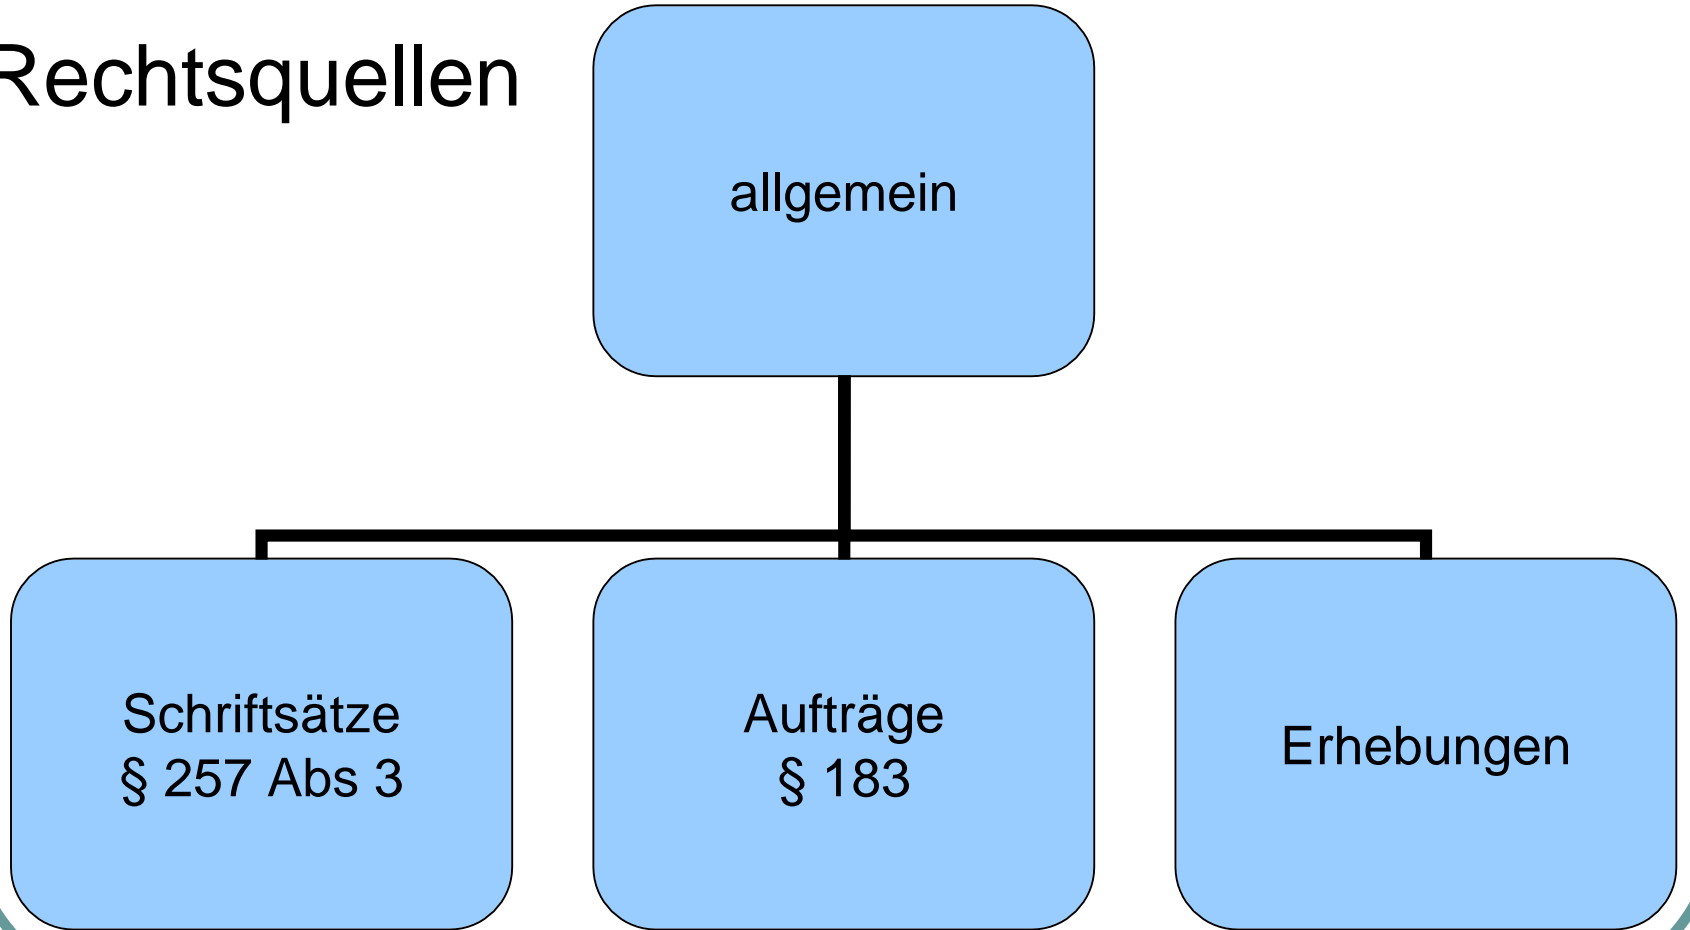 Rechtsquellen
allgemein
Schriftsätze
§ 257 Abs 3
Aufträge
§ 183
Erhebungen